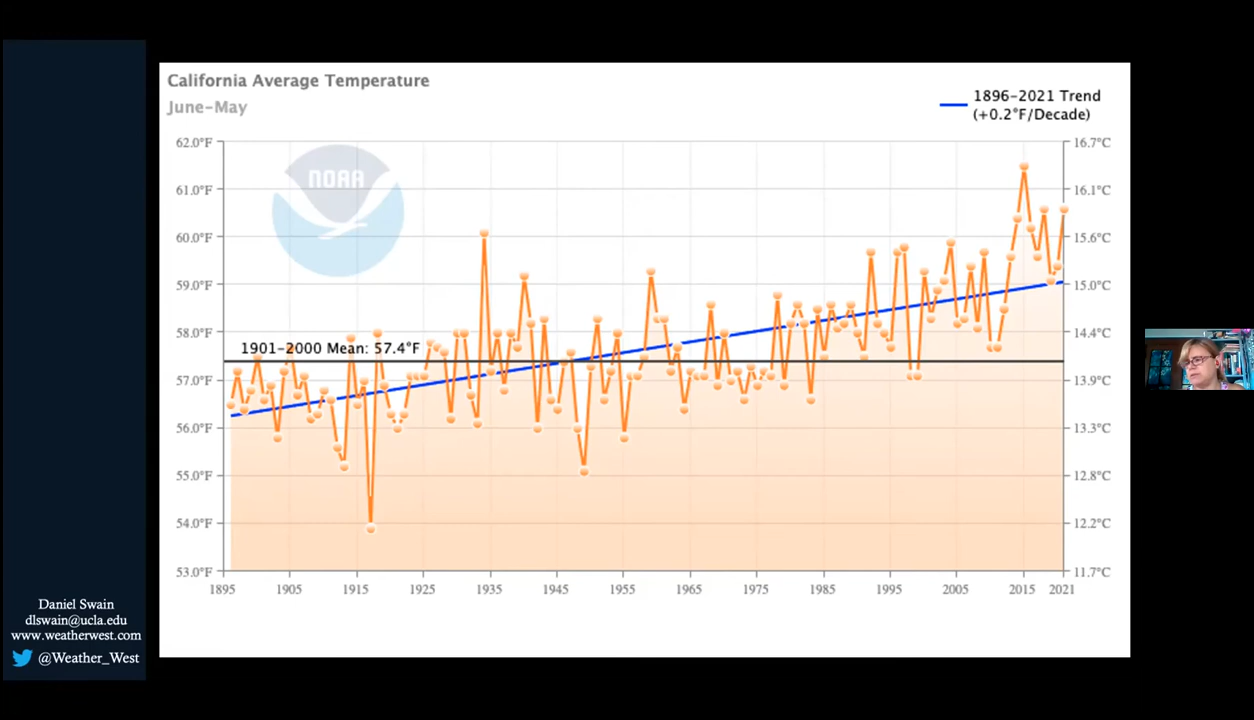 California Average Temperature
June-May
1896-2021 Trend
(+0.2°F/Decade)
NOAA
1901-2000 Mean: 57.4°F
62.0°F
61.0°F
60.0°F
59.0°F
58.0°F
57.0°F
56.0°F
55.0°F
54.0°F
53.0°F
16.7°C
16.1°C
15.6°C
15.0°C
14.4°C
13.9°C
13.3°C
12.8°C
12.2°C
11.7°C
1895 1905 1915 1925 1935 1945 1955 1965 1975 1985 1995 2005 2015 2021
Daniel Swain
dlswain@ucla.edu
www.weatherwest.com
@Weather_West